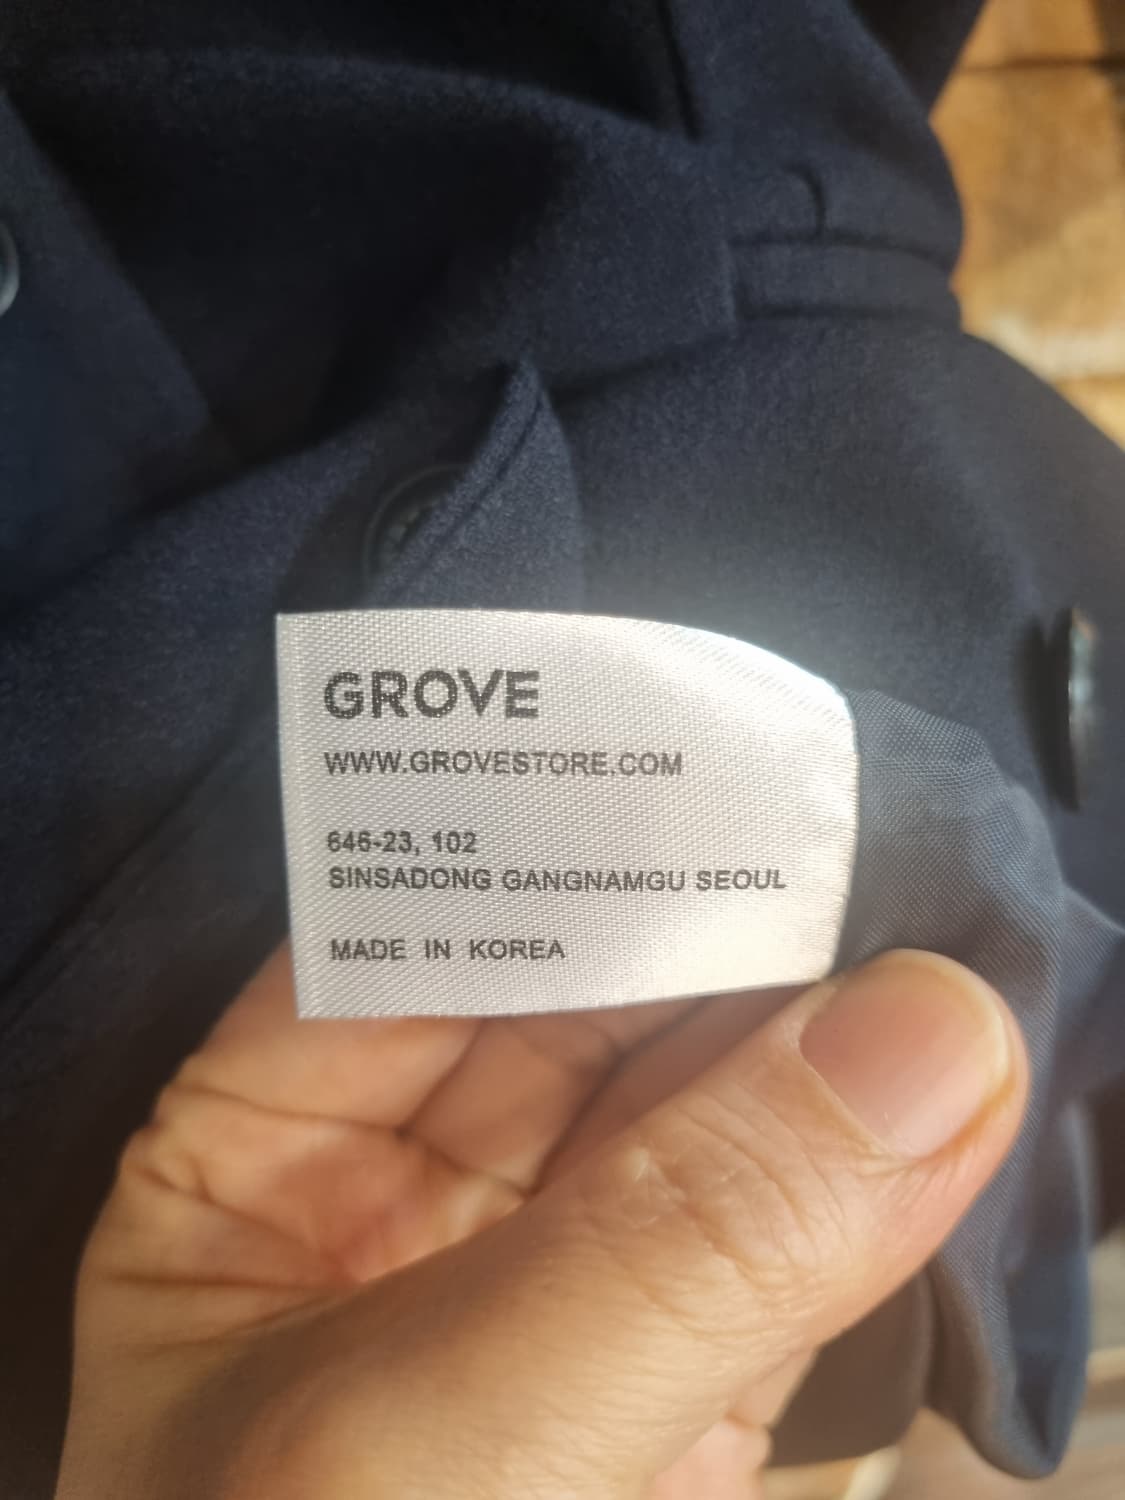 GROVE
WWW.GROVESTORE.COM
646-23, 102
SINSADONG GANGNAMGU SEOUL
MADE IN KOREA